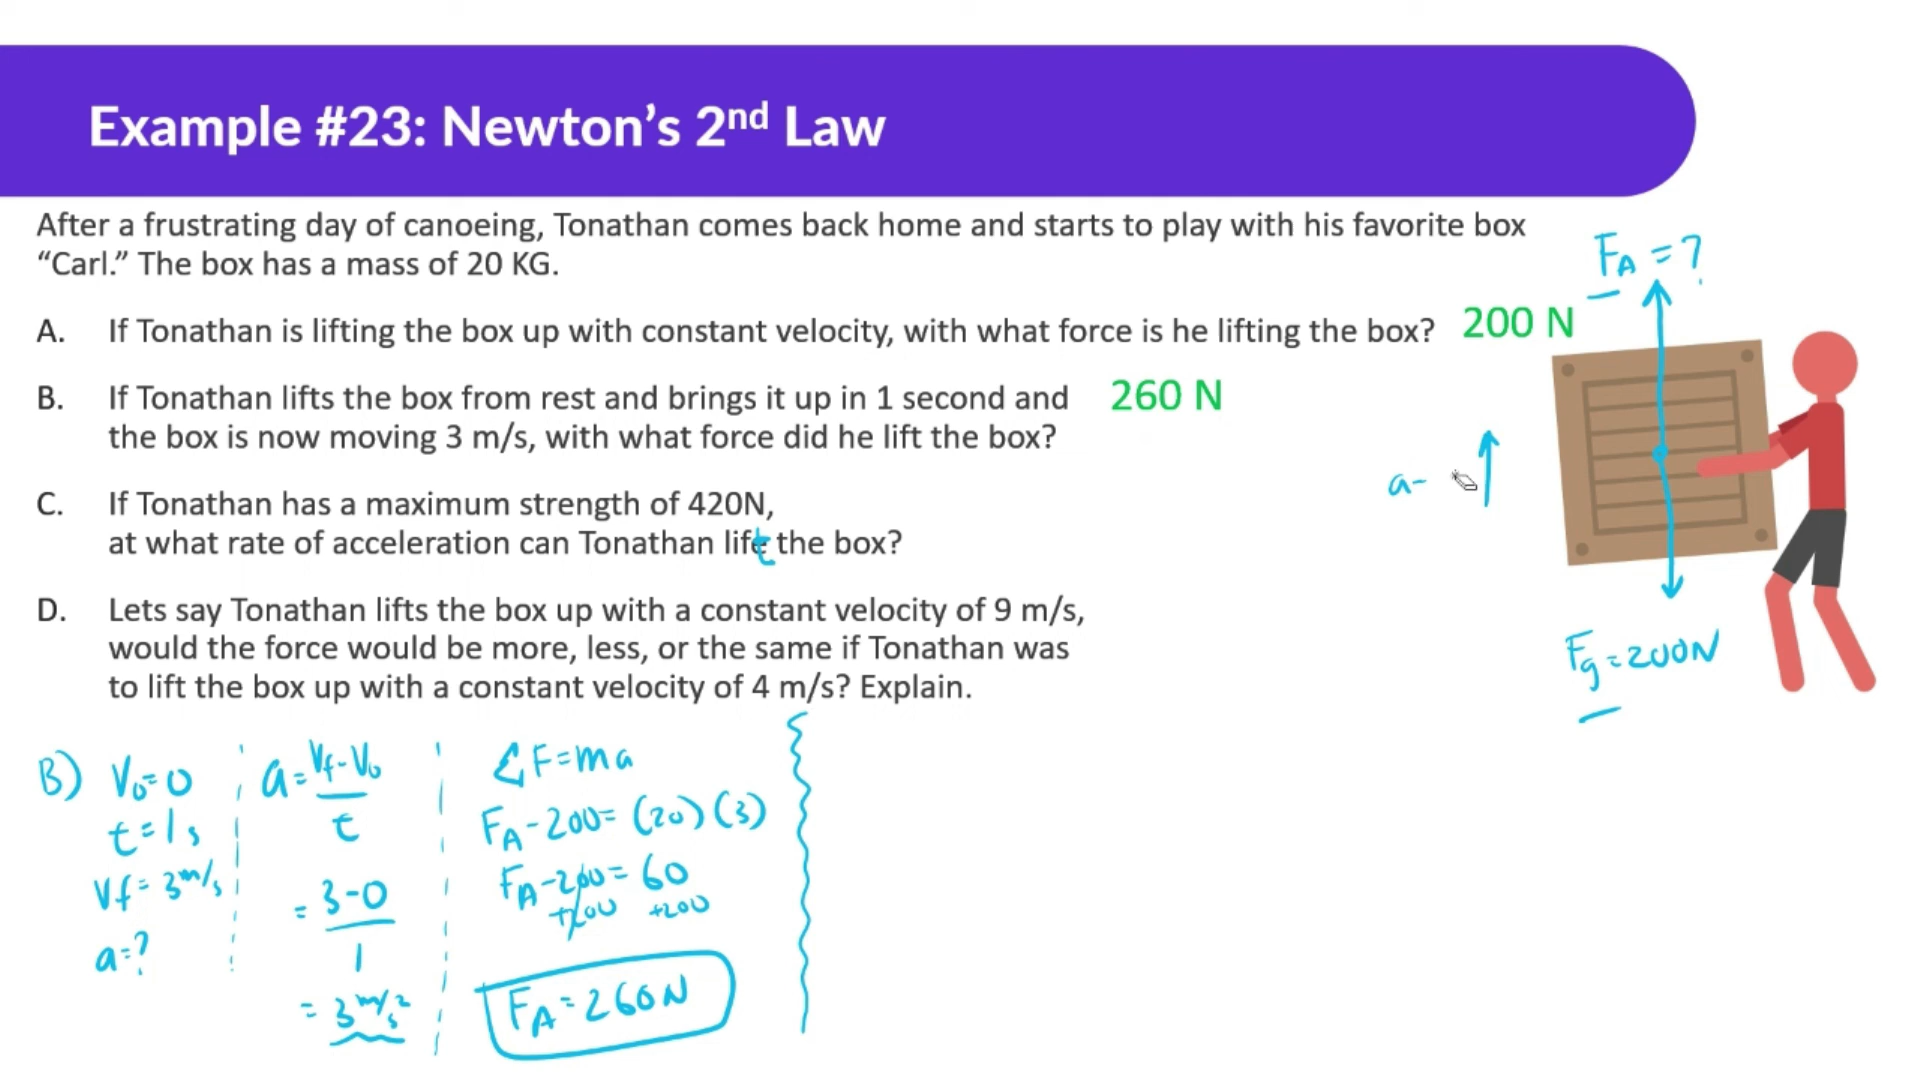 Example #23: Newton's 2nd Law
After a frustrating day of canoeing, Tonathan comes back home and starts to play with his favorite box
“Carl.” The box has a mass of 20 KG.
A. If Tonathan is lifting the box up with constant velocity, with what force is he lifting the box? 200 N
B. If Tonathan lifts the box from rest and brings it up in 1 second and
the box is now moving 3 m/s, with what force did he lift the box?
260 N
C. If Tonathan has a maximum strength of 420N,
at what rate of acceleration can Tonathan lift the box?
D. Lets say Tonathan lifts the box up with a constant velocity of 9 m/s,
would the force would be more, less, or the same if Tonathan was
to lift the box up with a constant velocity of 4 m/s? Explain.
FA = ?
a-
Fg = 200N
B) V0 = 0
t = 1s
Vf = 3 m/s
a = ?
a = Vf - V0
t
= 3 - 0
1
= 3 m/s2
ΣF = ma
FA - 200 = (20)(3)
FA - 200 = 60
+200 +200
FA = 260N